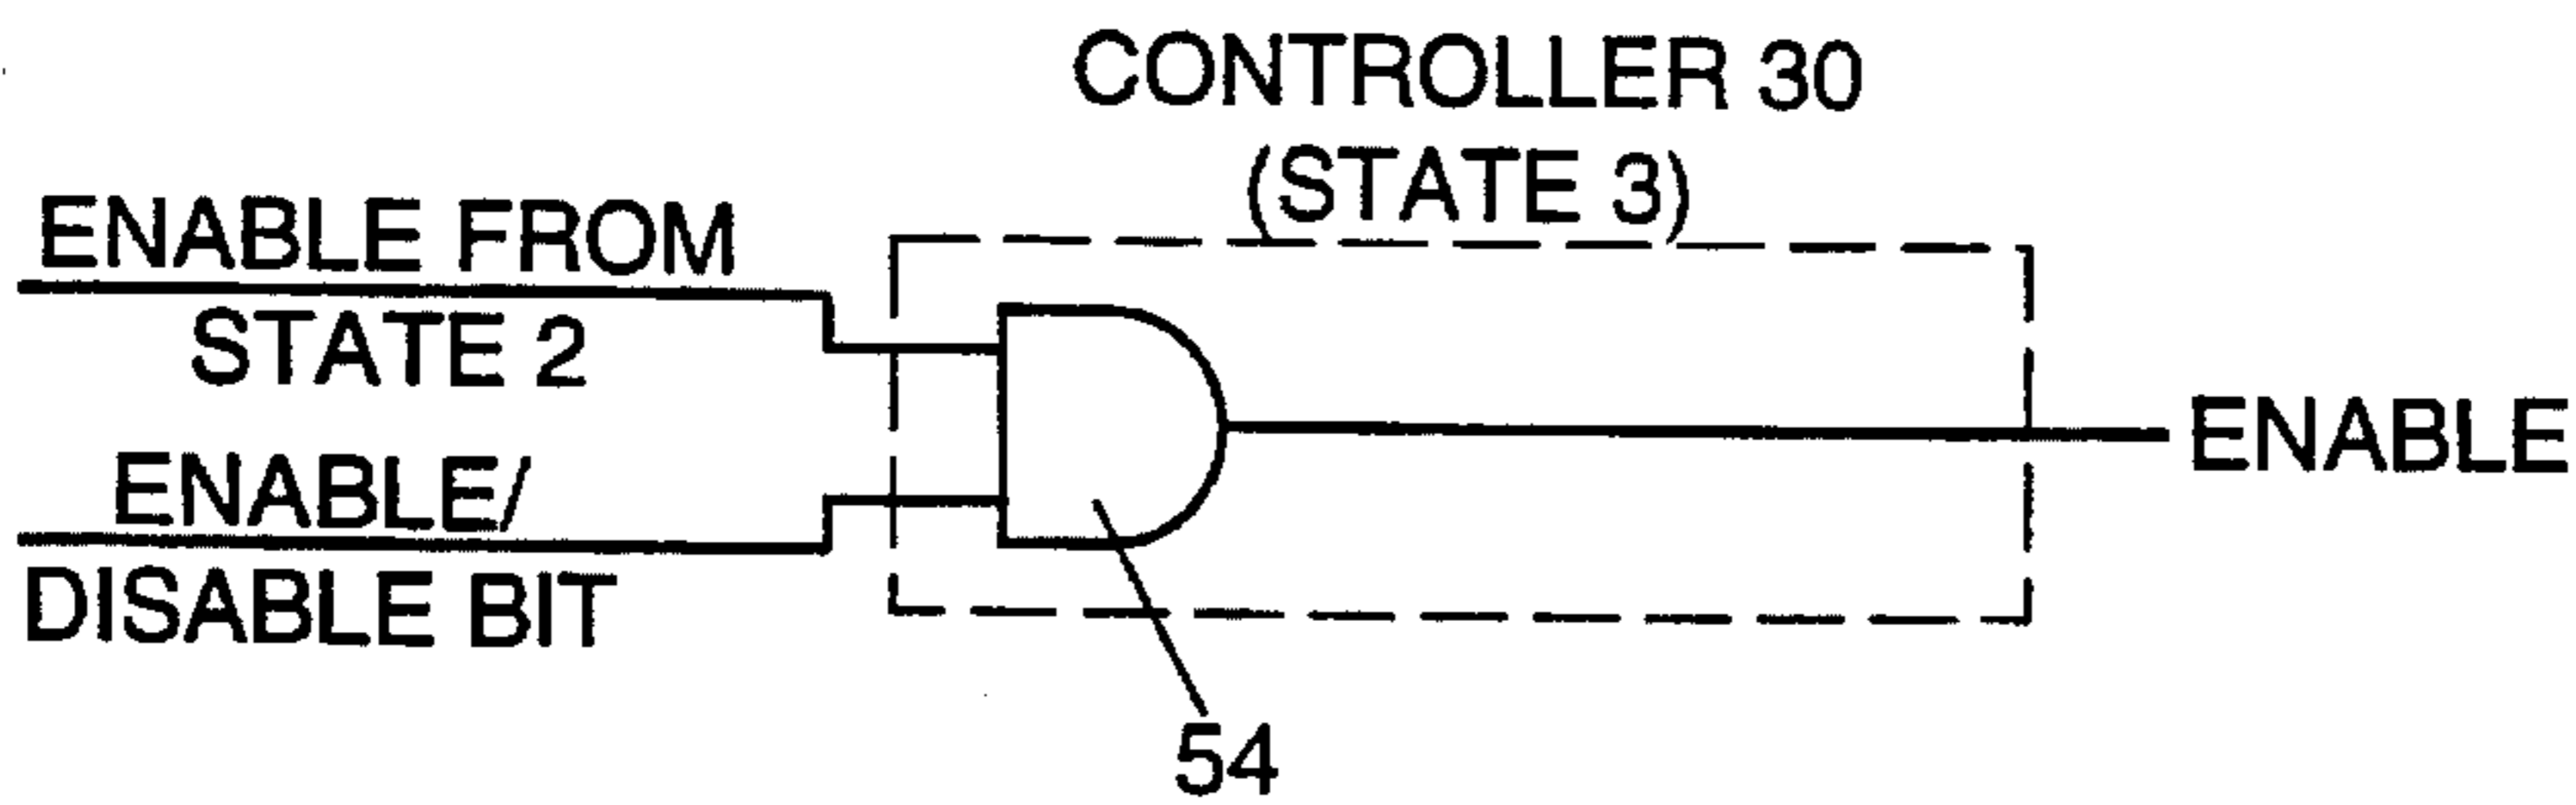 CONTROLLER 30
(STATE 3)
ENABLE FROM
STATE 2
ENABLE/
DISABLE BIT
ENABLE
54